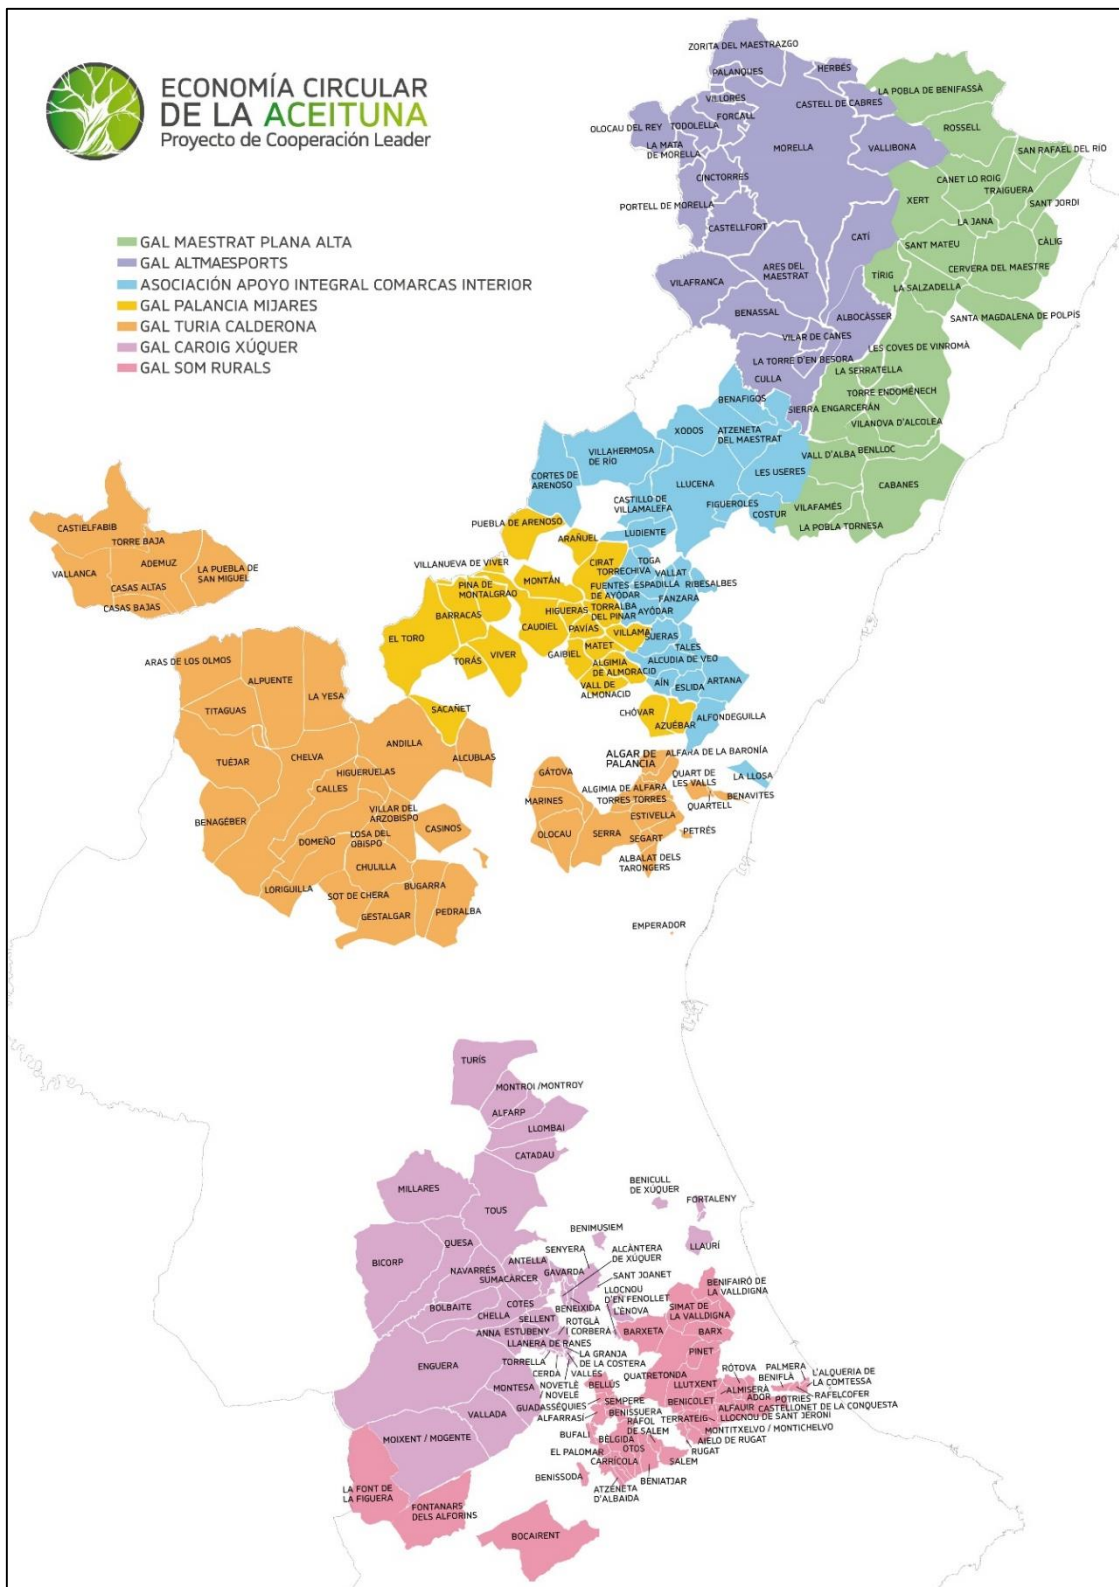 ECONOMÍA CIRCULAR
DE LA ACEITUNA
Proyecto de Cooperación Leader
GAL MAESTRAT PLANA ALTA
GAL ALTMAESPORTS
ASOCIACIÓN APOYO INTEGRAL COMARCAS INTERIOR
GAL PALANCIA MIJARES
GAL TURIA CALDERONA
GAL CAROIG XÚQUER
GAL SOM RURALS
ZORITA DEL MAESTRAZGO
PALANQUES
HERBÉS
VILLORES
CASTELL DE CABRES
FORCALL
OLOCAU DEL REY
TODOLELLA
LA MATA
DE MORELLA
MORELLA
VALLIBONA
CINCTORRES
PORTELL DE MORELLA
CASTELLFORT
CATÍ
ARES DEL
MAESTRAT
VILAFRANCA
BENASSAL
ALBOCÀSSER
VILAR DE CANES
LA TORRE D'EN BESORA
CULLA
LA POBLA DE BENIFASSÀ
ROSSELL
SAN RAFAEL DEL RÍO
CANET LO ROIG
TRAIGUERA
XERT
SANT JORDI
LA JANA
SANT MATEU
CÀLIG
CERVERA DEL MAESTRE
TÍRIG
LA SALZADELLA
SANTA MAGDALENA DE POLPÍS
LES COVES DE VINROMÀ
LA SERRATELLA
TORRE ENDOMÉNECH
SIERRA ENGARCERÁN
VILANOVA D'ALCOLEA
VALL D'ALBA
BENLLOC
CABANES
VILAFAMÉS
LA POBLA TORNESA
BENAFIGOS
XODOS
ATZENETA
DEL MAESTRAT
VILLAHERMOSA
DE RÍO
CORTES DE
ARENOSO
LES USERES
LLUCENA
CASTILLO DE
VILLAMALEFA
FIGUEROLES
COSTUR
LUDIENTE
TOGA
VALLAT
ESPADILLA
RIBESALBES
FANZARA
AYÓDAR
SUERAS
TALES
ALCUDIA DE VEO
AÍN
ESLIDA
ARTANA
ALFONDEGUILLA
LA LLOSA
PUEBLA DE ARENOSO
ARAÑUEL
CIRAT
TORRECHIVA
VILLANUEVA DE VIVER
MONTÁN
FUENTES
DE AYÓDAR
PINA DE
MONTALGRAO
HIGUERAS
TORRALBA
DEL PINAR
BARRACAS
CAUDIEL
PAVÍAS
VILLAMA
EL TORO
MATET
VIVER
GAIBIEL
TORÁS
ALGIMIA
DE ALMORACID
VALL DE
ALMONACID
SACAÑET
CHÓVAR
AZUÉBAR
CASTIELFABIB
TORRE BAJA
ADEMUZ
VALLANCA
LA PUEBLA DE
SAN MIGUEL
CASAS ALTAS
CASAS BAJAS
ARAS DE LOS OLMOS
ALPUENTE
LA YESA
TITAGUAS
ANDILLA
TUÉJAR
CHELVA
ALCUBLAS
HIGUERUELAS
CALLES
VILLAR DEL
ARZOBISPO
BENAGÉBER
CASINOS
LOSA DEL
OBISPO
DOMEÑO
CHULILLA
LORIGUILLA
BUGARRA
SOT DE CHERA
PEDRALBA
GESTALGAR
ALGAR DE
PALANCIA
ALFARA DE LA BARONÍA
GÁTOVA
QUART DE
LES VALLS
ALGIMIA DE ALFARA
BENAVITES
MARINES
TORRES TORRES
QUARTELL
ESTIVELLA
OLOCAU
SERRA
SEGART
PETRÉS
ALBALAT DELS
TARONGERS
EMPERADOR
TURÍS
MONTROI /MONTROY
ALFARP
LLOMBAI
CATADAU
MILLARES
TOUS
BENICULL
DE XÚQUER
FORTALENY
BENIMUSIEM
LLAURÍ
QUESA
SENYERA
ALCÀNTERA
DE XÚQUER
BICORP
ANTELLA
GAVARDA
NAVARRÉS
SUMACÀRCER
SANT JOANET
LLOCNOU
D'EN FENOLLET
BOLBAITE
COTES
BENEIXIDA
L'ÈNOVA
CHELLA
SELLENT
ROTGLÀ
I CORBERÀ
ANNA
ESTUBENY
LLANERA DE RANES
LA GRANJA
DE LA COSTERA
ENGUERA
TORRELLA
CERDÀ
VALLÉS
NOVETLÈ
/ NOVELÉ
MONTESA
VALLADA
MOIXENT / MOGENTE
BENIFAIRÓ DE
LA VALLDIGNA
SIMAT DE
LA VALLDIGNA
BARXETA
BARX
PINET
QUATRETONDA
RÓTOVA
PALMERA
L'ALQUERIA DE
LA COMTESSA
BENIFLÀ
LLUTXENT
BELLÚS
ALMISERÀ
ADOR
POTRIES
RAFELCOFER
GUADASSÉQUIES
SEMPERE
BENICOLET
ALFAUIR
CASTELLONET DE LA CONQUESTA
BENISSUERA
ALFARRASÍ
TERRATEIG
LLOCNOU DE SANT JERONI
RÀFOL
DE SALEM
MONTITXELVO / MONTICHELVO
BUFALI
BÈLGIDA
AIELO DE RUGAT
EL PALOMAR
OTOS
RUGAT
CARRÍCOLA
SALEM
BENISSODA
BENIATJAR
ATZENETA
D'ALBAIDA
LA FONT DE
LA FIGUERA
FONTANARS
DELS ALFORINS
BOCAIRENT